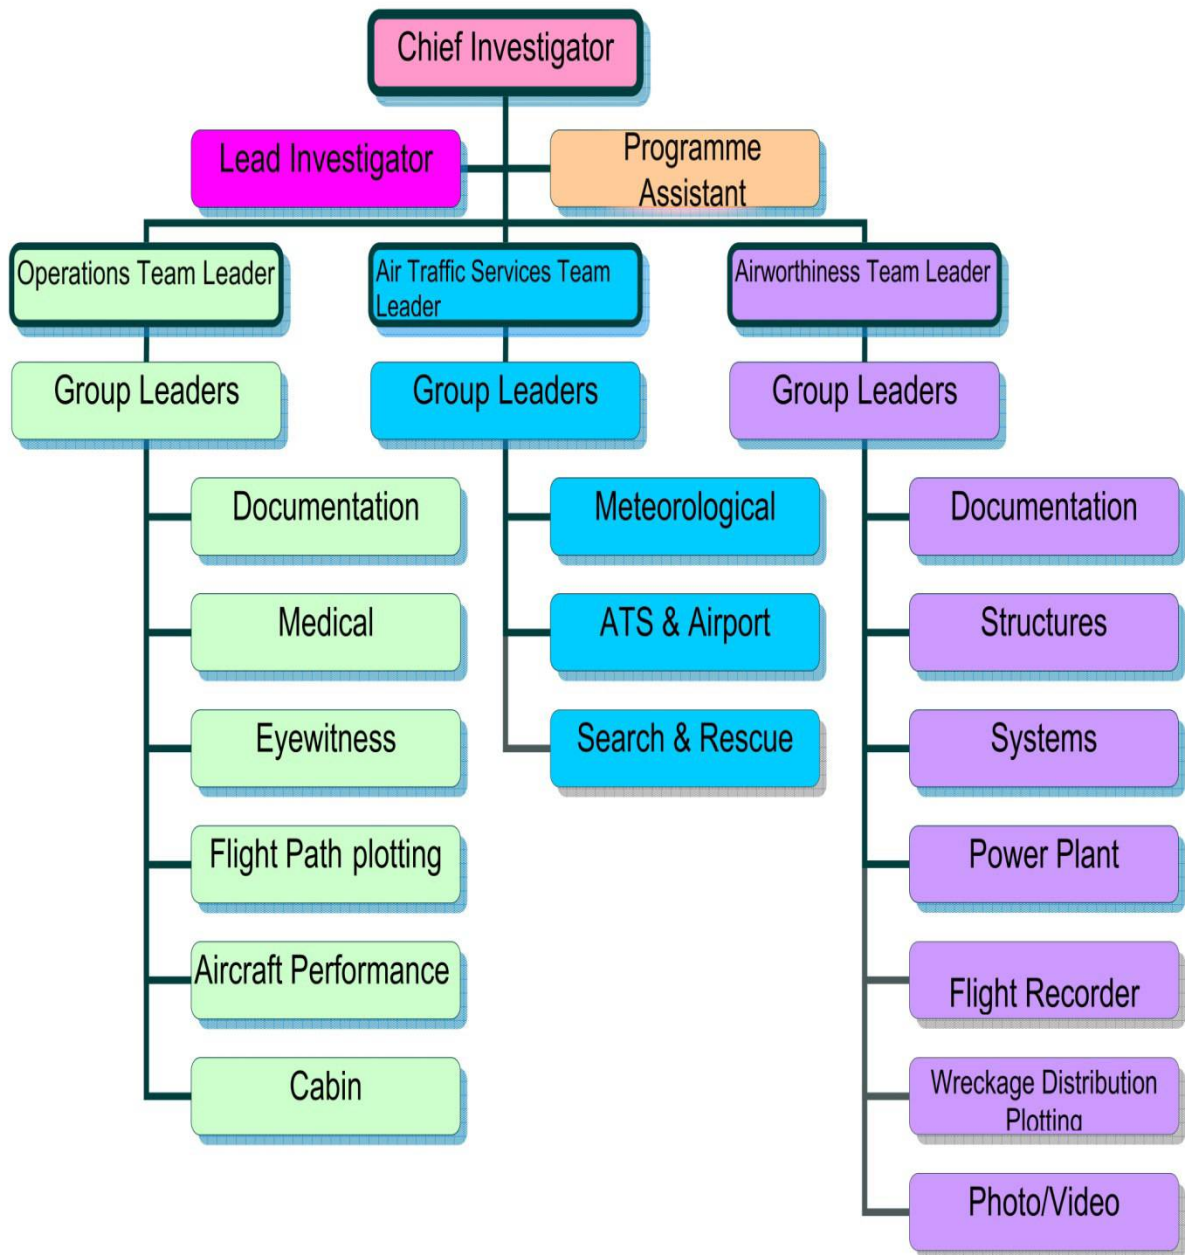 Chief Investigator
Lead Investigator
Programme
Assistant
Operations Team Leader
Air Traffic Services Team
Leader
Airworthiness Team Leader
Group Leaders
Group Leaders
Group Leaders
Documentation
Medical
Eyewitness
Flight Path plotting
Aircraft Performance
Cabin
Meteorological
ATS & Airport
Search & Rescue
Documentation
Structures
Systems
Power Plant
Flight Recorder
Wreckage Distribution
Plotting
Photo/Video